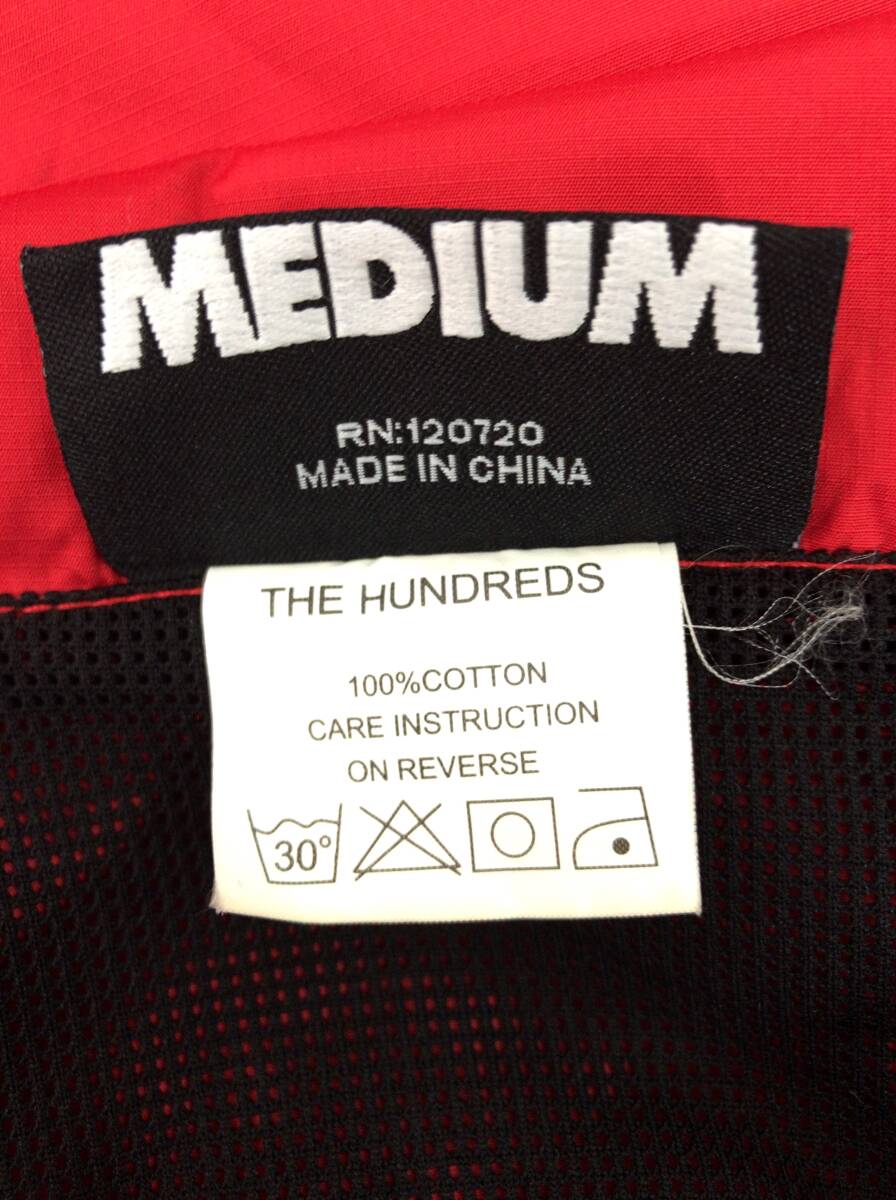 MEDIUM
RN:120720
MADE IN CHINA
THE HUNDREDS
100%COTTON
CARE INSTRUCTION
ON REVERSE
30°